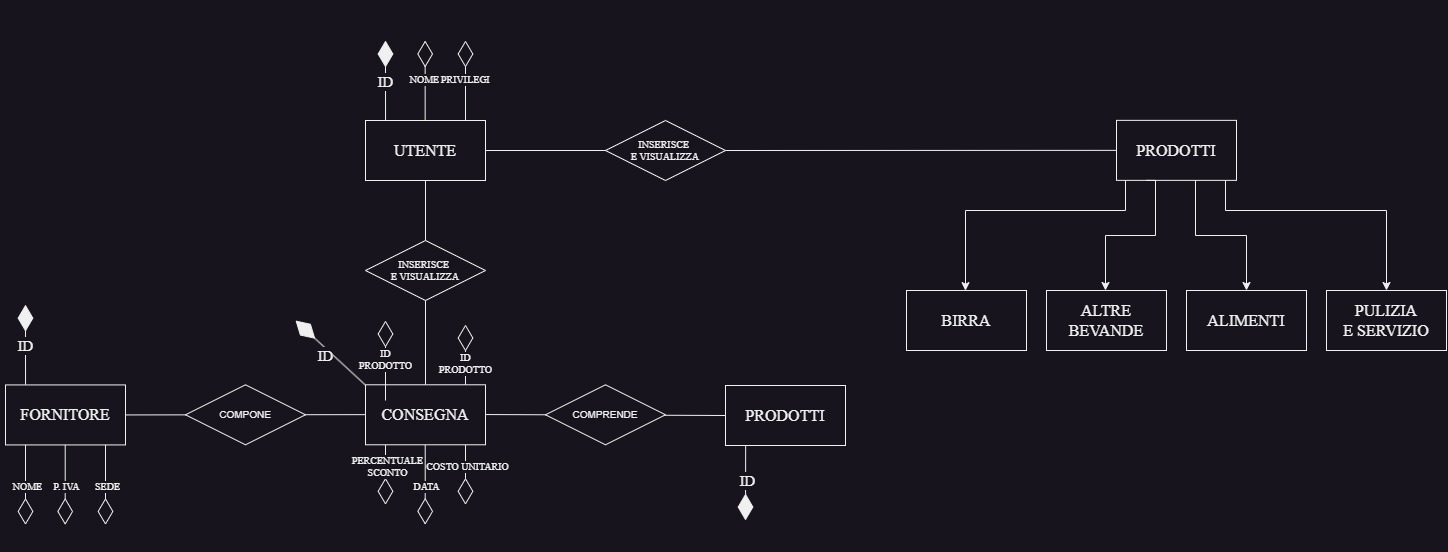 ID
NOME
PRIVILEGI
UTENTE
INSERISCE
E VISUALIZZA
PRODOTTI
INSERISCE
E VISUALIZZA
BIRRA
ALTRE
BEVANDE
ALIMENTI
PULIZIA
E SERVIZIO
ID
ID
ID
PRODOTTO
ID
PRODOTTO
FORNITORE
COMPONE
CONSEGNA
COMPRENDE
PRODOTTI
NOME
P. IVA
SEDE
PERCENTUALE
SCONTO
DATA
COSTO UNITARIO
ID